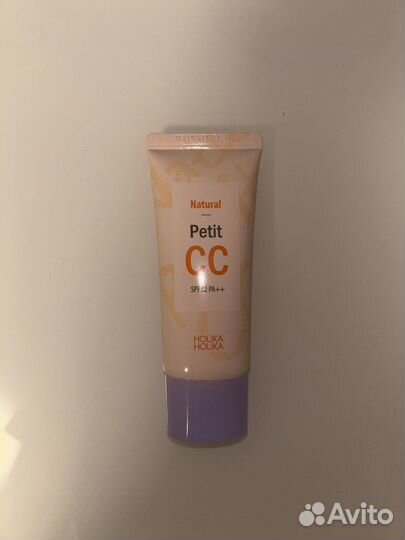 Natural
Petit
CC
SPF32 PA++
HOLIKA
HOLIKA
Avito